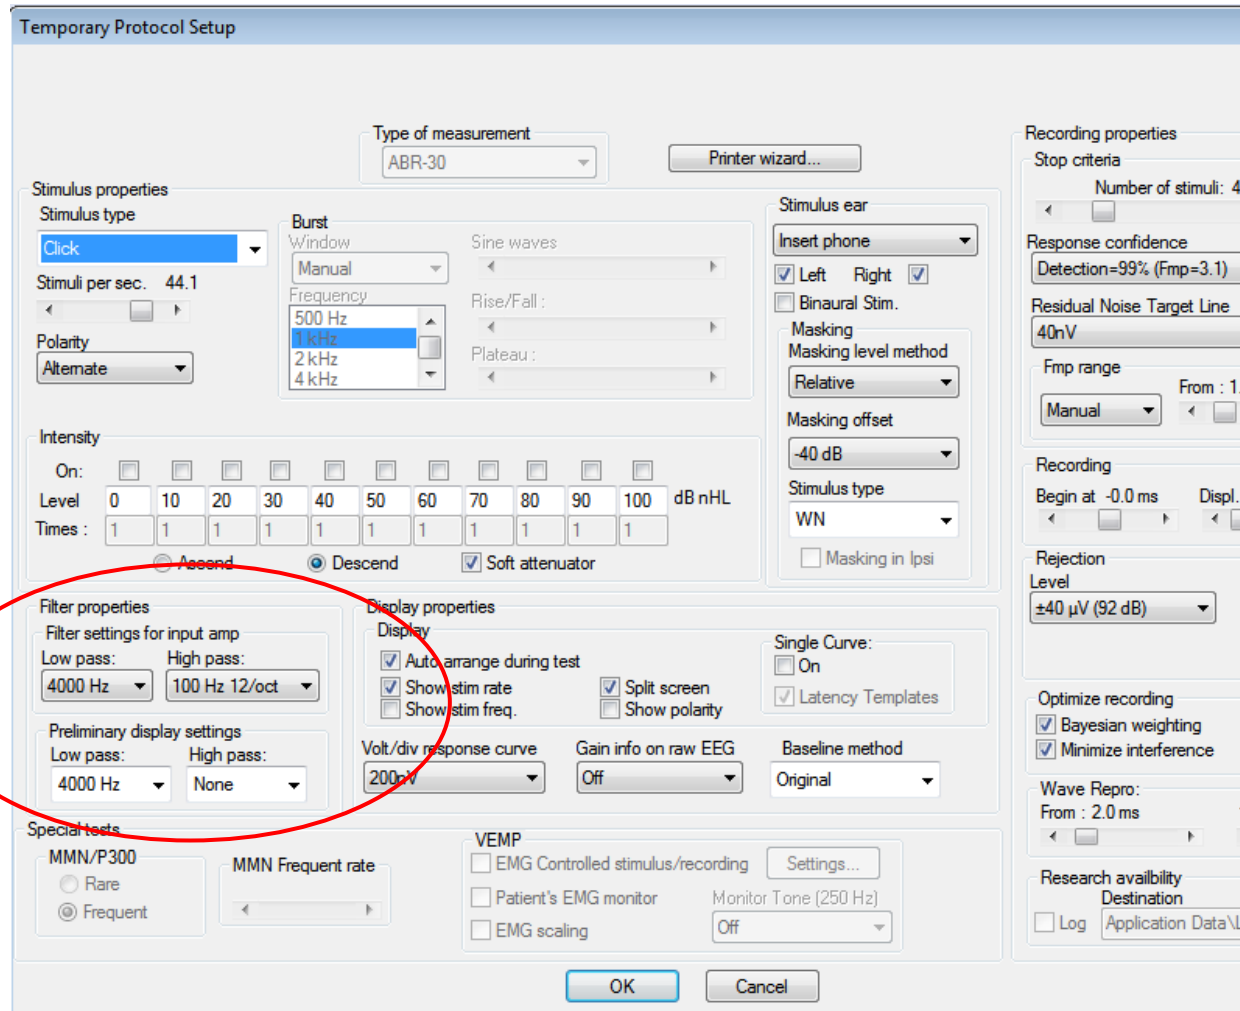 Temporary Protocol Setup
Type of measurement
ABR-30
Printer wizard...
Stimulus properties
Stimulus type
Click
Stimuli per sec. 44.1
Polarity
Alternate
Burst
Window
Manual
Frequency
500 Hz
1 kHz
2 kHz
4 kHz
Sine waves
Rise/Fall :
Plateau :
Stimulus ear
Insert phone
Left Right
Binaural Stim.
Masking
Masking level method
Relative
Masking offset
-40 dB
Stimulus type
WN
Masking in Ipsi
Intensity
On:
Level 0 10 20 30 40 50 60 70 80 90 100 dB nHL
Times : 1 1 1 1 1 1 1 1 1 1 1
Ascend Descend Soft attenuator
Filter properties
Filter settings for input amp
Low pass: High pass:
4000 Hz 100 Hz 12/oct
Preliminary display settings
Low pass: High pass:
4000 Hz None
Display properties
Display
Auto arrange during test
Show stim rate Split screen
Show stim freq. Show polarity
Single Curve:
On
Latency Templates
Volt/div response curve Gain info on raw EEG Baseline method
200nV Off Original
Special tests
MMN/P300
Rare
Frequent
MMN Frequent rate
VEMP
EMG Controlled stimulus/recording Settings...
Patient's EMG monitor Monitor Tone (250 Hz)
EMG scaling Off
Recording properties
Stop criteria
Number of stimuli: 4
Response confidence
Detection=99% (Fmp=3.1)
Residual Noise Target Line
40nV
Fmp range
From : 1.
Manual
Recording
Begin at -0.0 ms Displ.
Rejection
Level
±40 µV (92 dB)
Optimize recording
Bayesian weighting
Minimize interference
Wave Repro:
From : 2.0 ms
Research availbility
Destination
Log Application Data\L
OK Cancel